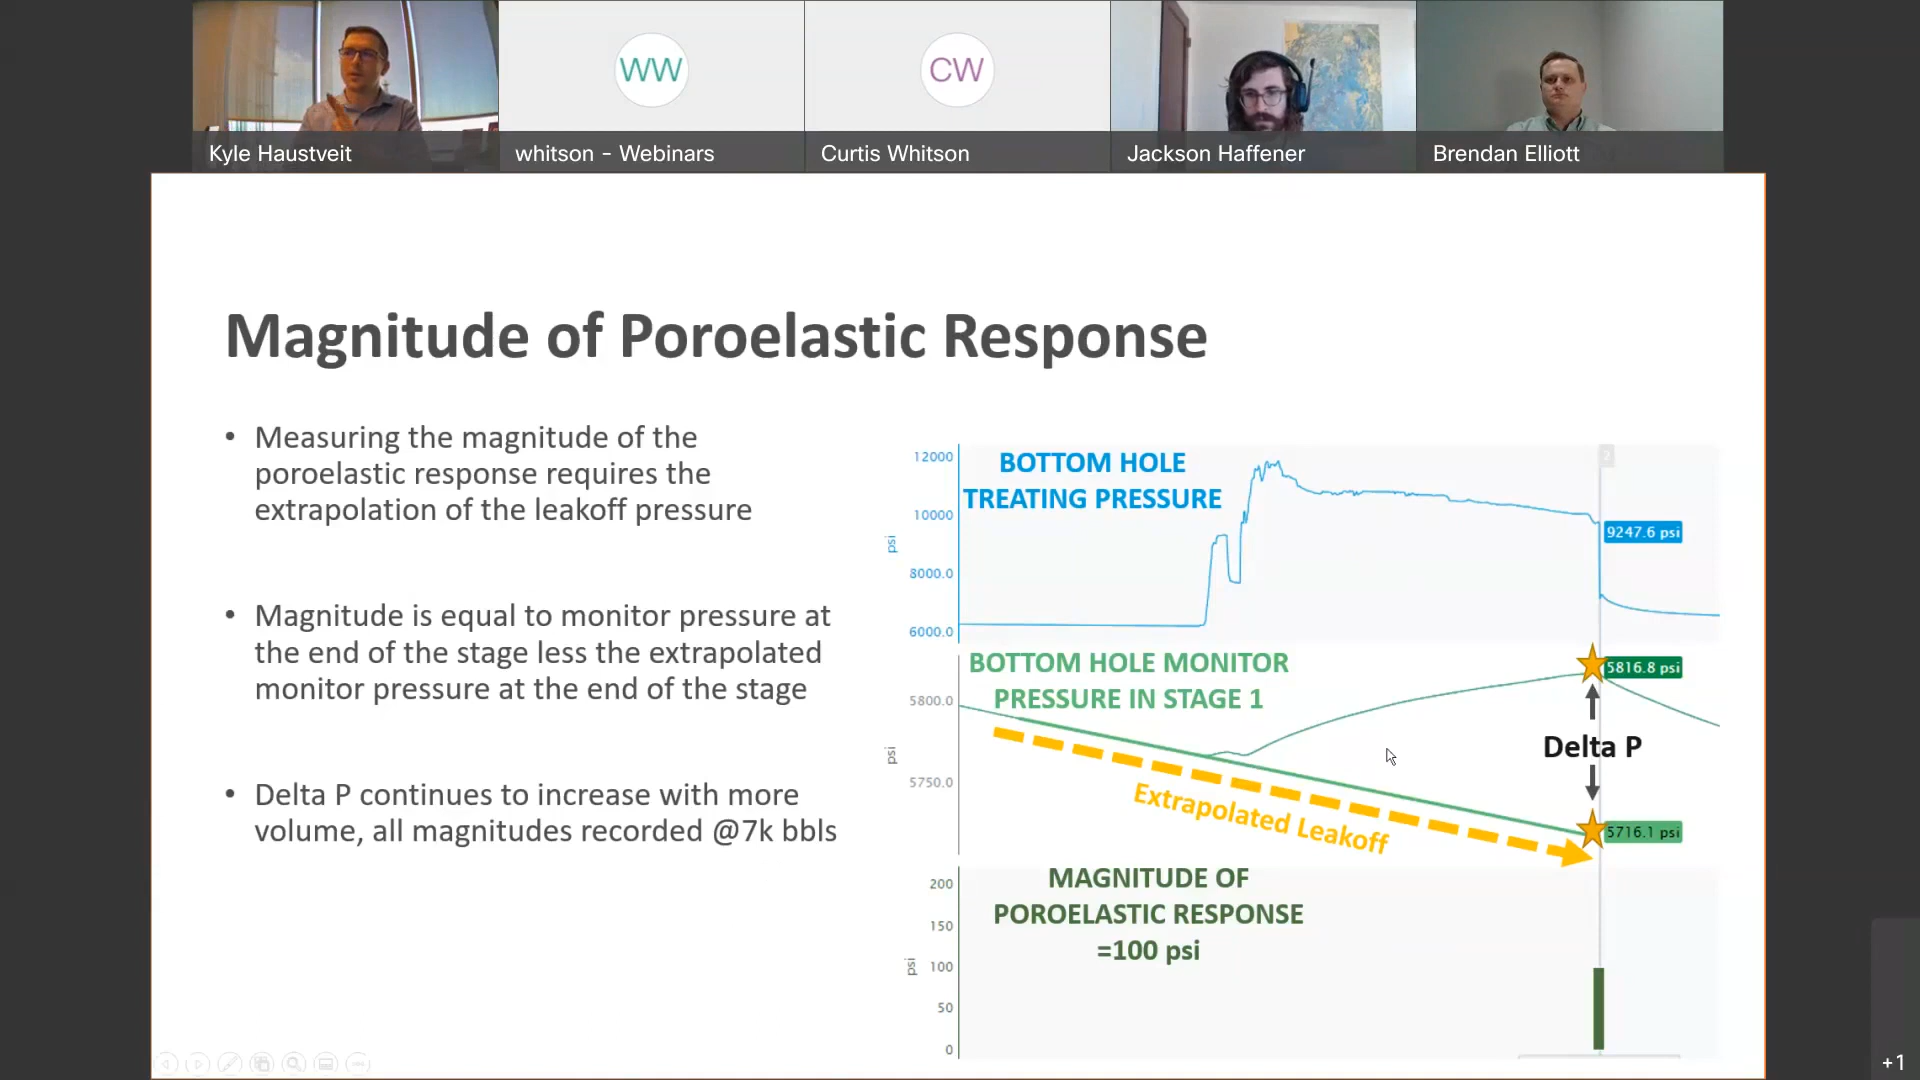 WW
CW
Kyle Haustveit
whitson - Webinars
Curtis Whitson
Jackson Haffener
Brendan Elliott
Magnitude of Poroelastic Response
• Measuring the magnitude of the
poroelastic response requires the
extrapolation of the leakoff pressure
• Magnitude is equal to monitor pressure at
the end of the stage less the extrapolated
monitor pressure at the end of the stage
• Delta P continues to increase with more
volume, all magnitudes recorded @7k bbls
BOTTOM HOLE
TREATING PRESSURE
12000
10000
8000.0
6000.0
psi
2
9247.6 psi
BOTTOM HOLE MONITOR
PRESSURE IN STAGE 1
5800.0
5750.0
psi
5816.8 psi
Delta P
Extrapolated Leakoff
5716.1 psi
MAGNITUDE OF
POROELASTIC RESPONSE
=100 psi
200
150
100
50
0
psi
+1